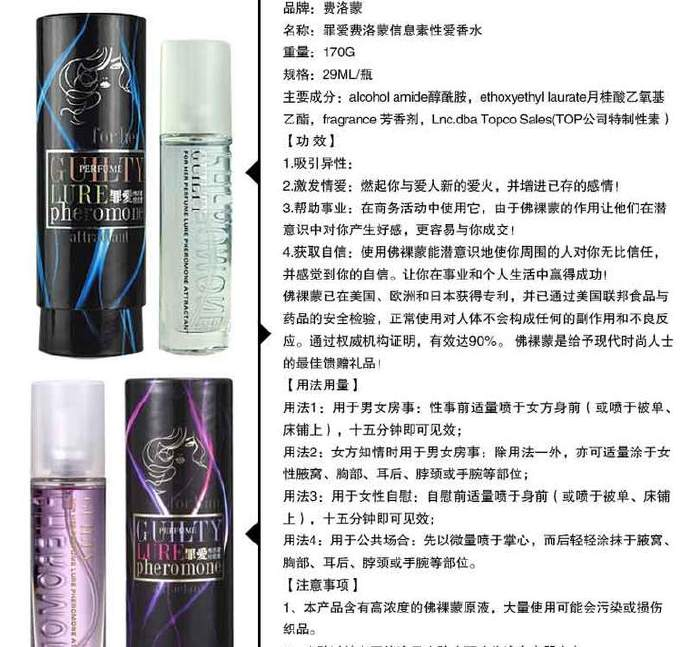 for her
GUILTY
PERFUME
LURE 罪爱
pheromone
attractant
GUILTY
FOR HER PERFUME LURE PHEROMONE ATTRACTANT
PHEROMONE
GUILTY
PERFUME
LURE 罪爱
pheromone
品牌：费洛蒙
名称：罪爱费洛蒙信息素性爱香水
重量：170G
规格：29ML/瓶
主要成分：alcohol amide醇酰胺，ethoxyethyl laurate月桂酸乙氧基
乙酯，fragrance 芳香剂，Lnc.dba Topco Sales(TOP公司特制性素）
【功 效】
1.吸引异性：
2.激发情爱：燃起你与爱人新的爱火，并增进已存的感情！
3.帮助事业：在商务活动中使用它，由于佛裸蒙的作用让他们在潜
意识中对你产生好感，更容易与你成交！
4.获取自信：使用佛裸蒙能潜意识地使你周围的人对你无比信任，
并感觉到你的自信。让你在事业和个人生活中赢得成功！
佛裸蒙已在美国、欧洲和日本获得专利，并已通过美国联邦食品与
药品的安全检验，正常使用对人体不会构成任何的副作用和不良反
应。通过权威机构证明，有效达90%。 佛裸蒙是给予现代时尚人士
的最佳馈赠礼品！
【用法用量】
用法1：用于男女房事：性事前适量喷于女方身前（或喷于被单、
床铺上），十五分钟即可见效；
用法2：女方知情时用于男女房事：除用法一外，亦可适量涂于女
性腋窝、胸部、耳后、脖颈或手腕等部位；
用法3：用于女性自慰：自慰前适量喷于身前（或喷于被单、床铺
上），十五分钟即可见效；
用法4：用于公共场合：先以微量喷于掌心，而后轻轻涂抹于腋窝、
胸部、耳后、脖颈或手腕等部位。
【注意事项】
1、本产品含有高浓度的佛裸蒙原液，大量使用可能会污染或损伤
织品。